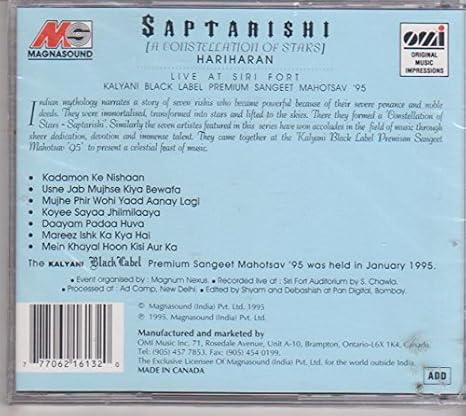 MS
MAGNASOUND
SAPTARISHI
[A CONSTELLATION OF STARS]
HARIHARAN
OMI
ORIGINAL
MUSIC
IMPRESSIONS
LIVE AT SIRI FORT
KALYANI BLACK LABEL PREMIUM SANGEET MAHOTSAV '95
Indian mythology narrates a story of seven rishis who became powerful because of their severe penance and noble
deeds. They were immortalised, transformed into stars and lifted to the skies. There they formed a 'Constellation of
Stars - Saptarishi'. Similarly the seven artistes featured in this series have won accolades in the field of music through
sheer dedication, devotion and immense talent. They came together at the 'Kalyani Black Label Premium Sangeet
Mahotsav '95' to present a celestial feast of music.
• Kadamon Ke Nishaan
• Usne Jab Mujhse Kiya Bewafa
• Mujhe Phir Wohi Yaad Aanay Lagi
• Koyee Sayaa Jhilmilaaya
• Daayam Padaa Huva
• Mareez Ishk Ka Kya Hai
• Mein Khayal Hoon Kisi Aur Ka
The KALYANI Black Label Premium Sangeet Mahotsav '95 was held in January 1995.
• Event organised by : Magnum Nexus. • Recorded live at : Siri Fort Auditorium by S. Chawla.
• Processed at : Ad Camp, New Delhi. • Edited by Shyam and Debashish at Pan Digital, Bombay.
© Magnasound (India) Pvt. Ltd. 1995
℗ 1995. Magnasound (India) Pvt. Ltd.
Manufactured and marketed by
OMI Music Inc. 71, Rosedale Avenue, Unit A-10, Brampton, Ontario-L6X 1K4, Canada.
Tel: (905) 457 7853. Fax: (905) 454 0199.
The Exclusive Licensee Of Magnasound (India) Pvt. Ltd. for the world outside India.
MADE IN CANADA
7 77062 16132 0
ADD